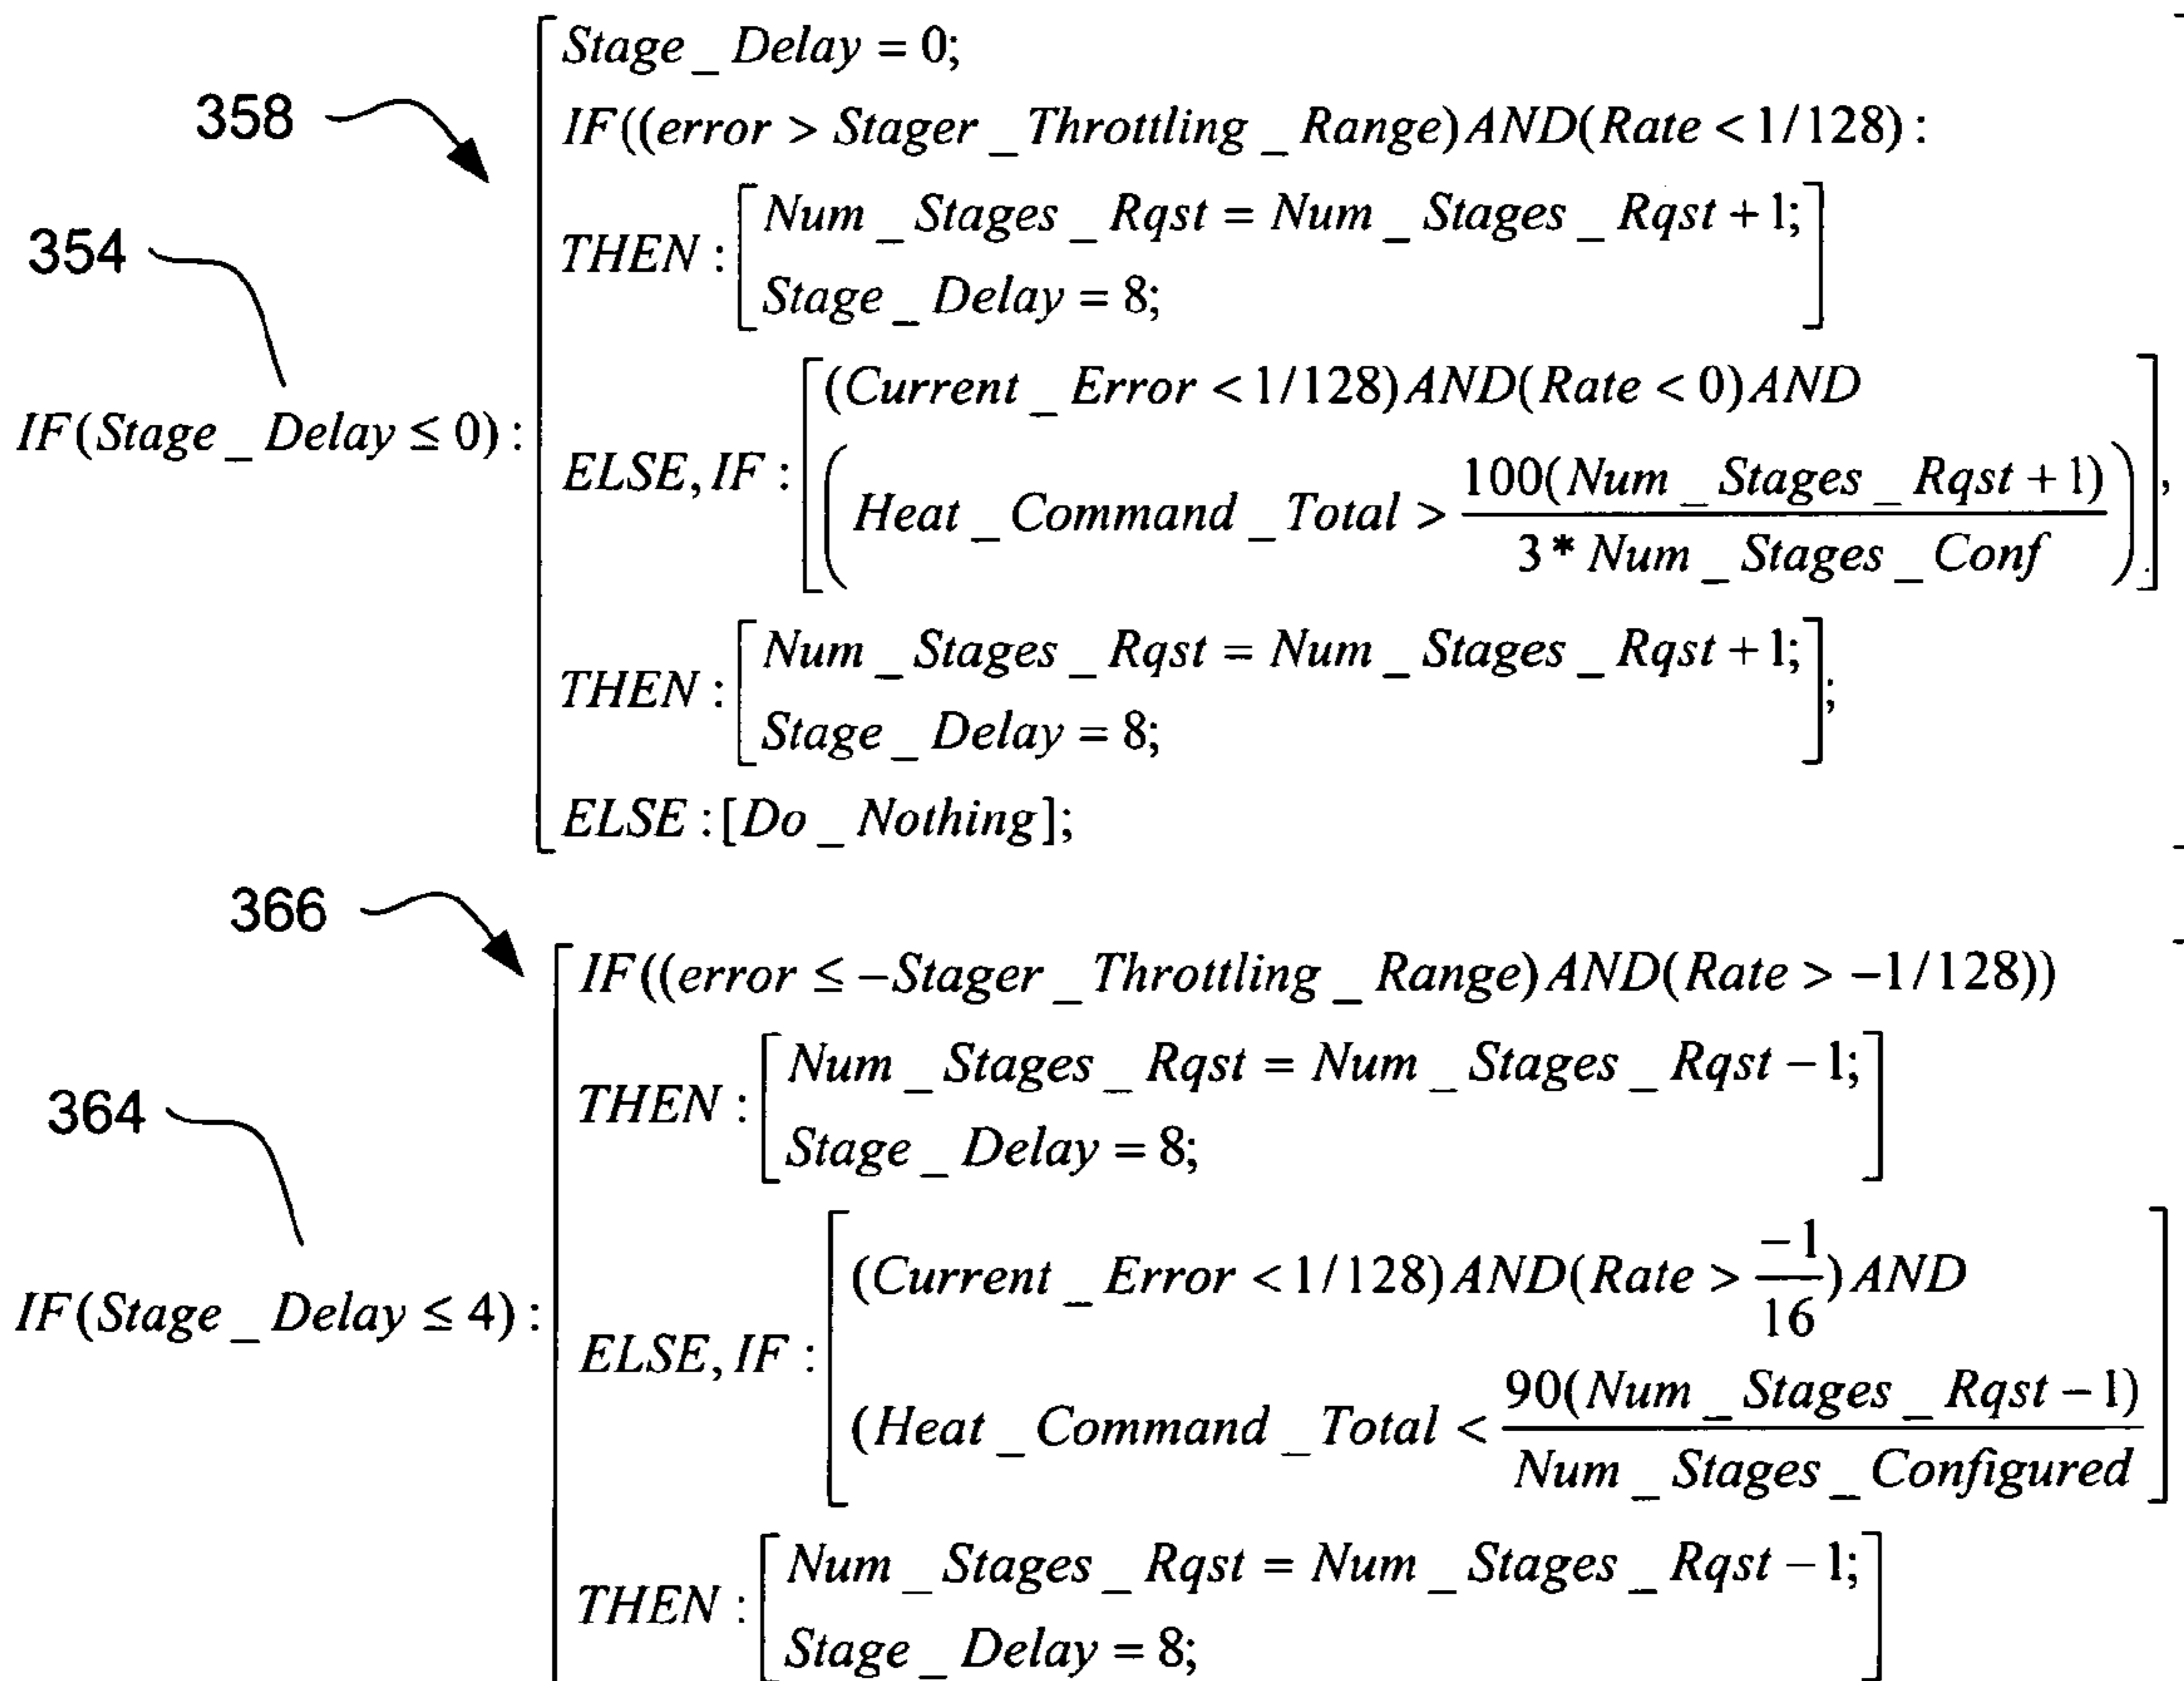 Stage_Delay = 0;
358
IF((error > Stager_Throttling_Range)AND(Rate < 1/128):
354
THEN:[Num_Stages_Rqst = Num_Stages_Rqst + 1;
Stage_Delay = 8;]
IF(Stage_Delay ≤ 0):
ELSE, IF:[(Current_Error < 1/128)AND(Rate < 0)AND
(Heat_Command_Total > 100(Num_Stages_Rqst + 1)
3 * Num_Stages_Conf)],
THEN:[Num_Stages_Rqst = Num_Stages_Rqst + 1;
Stage_Delay = 8;];
ELSE:[Do_Nothing];
366
IF((error ≤ -Stager_Throttling_Range)AND(Rate > -1/128))
364
THEN:[Num_Stages_Rqst = Num_Stages_Rqst - 1;
Stage_Delay = 8;]
IF(Stage_Delay ≤ 4):
ELSE, IF:[(Current_Error < 1/128)AND(Rate > -1/16)AND
(Heat_Command_Total < 90(Num_Stages_Rqst - 1)
Num_Stages_Configured]
THEN:[Num_Stages_Rqst = Num_Stages_Rqst - 1;
Stage_Delay = 8;]